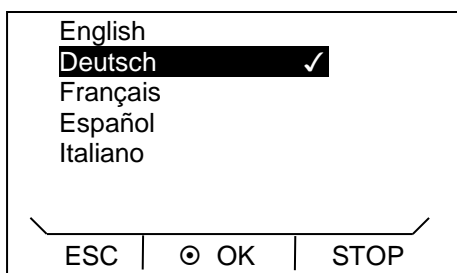 English
Deutsch ✓
Français
Español
Italiano
ESC ⊙ OK STOP